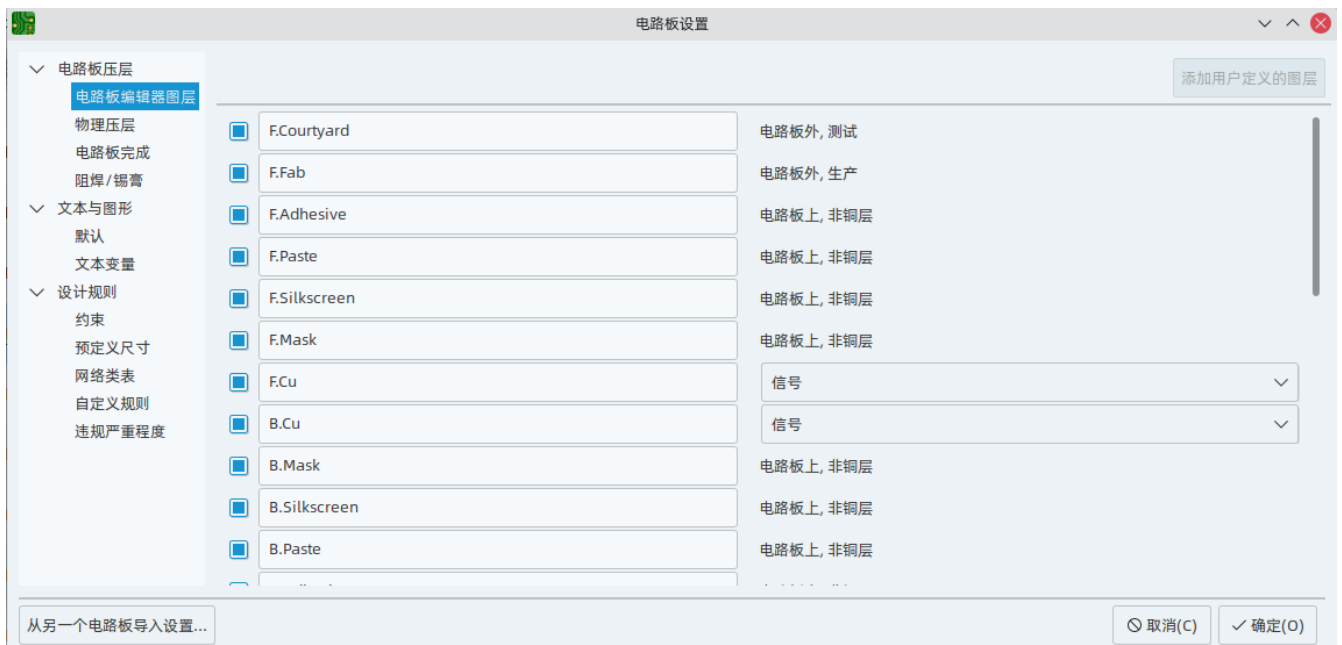 电路板设置
电路板压层
电路板编辑器图层
物理压层
电路板完成
阻焊/锡膏
文本与图形
默认
文本变量
设计规则
约束
预定义尺寸
网络类表
自定义规则
违规严重程度
添加用户定义的图层
F.Courtyard 电路板外, 测试
F.Fab 电路板外, 生产
F.Adhesive 电路板上, 非铜层
F.Paste 电路板上, 非铜层
F.Silkscreen 电路板上, 非铜层
F.Mask 电路板上, 非铜层
F.Cu 信号
B.Cu 信号
B.Mask 电路板上, 非铜层
B.Silkscreen 电路板上, 非铜层
B.Paste 电路板上, 非铜层
从另一个电路板导入设置... 取消(C) 确定(O)